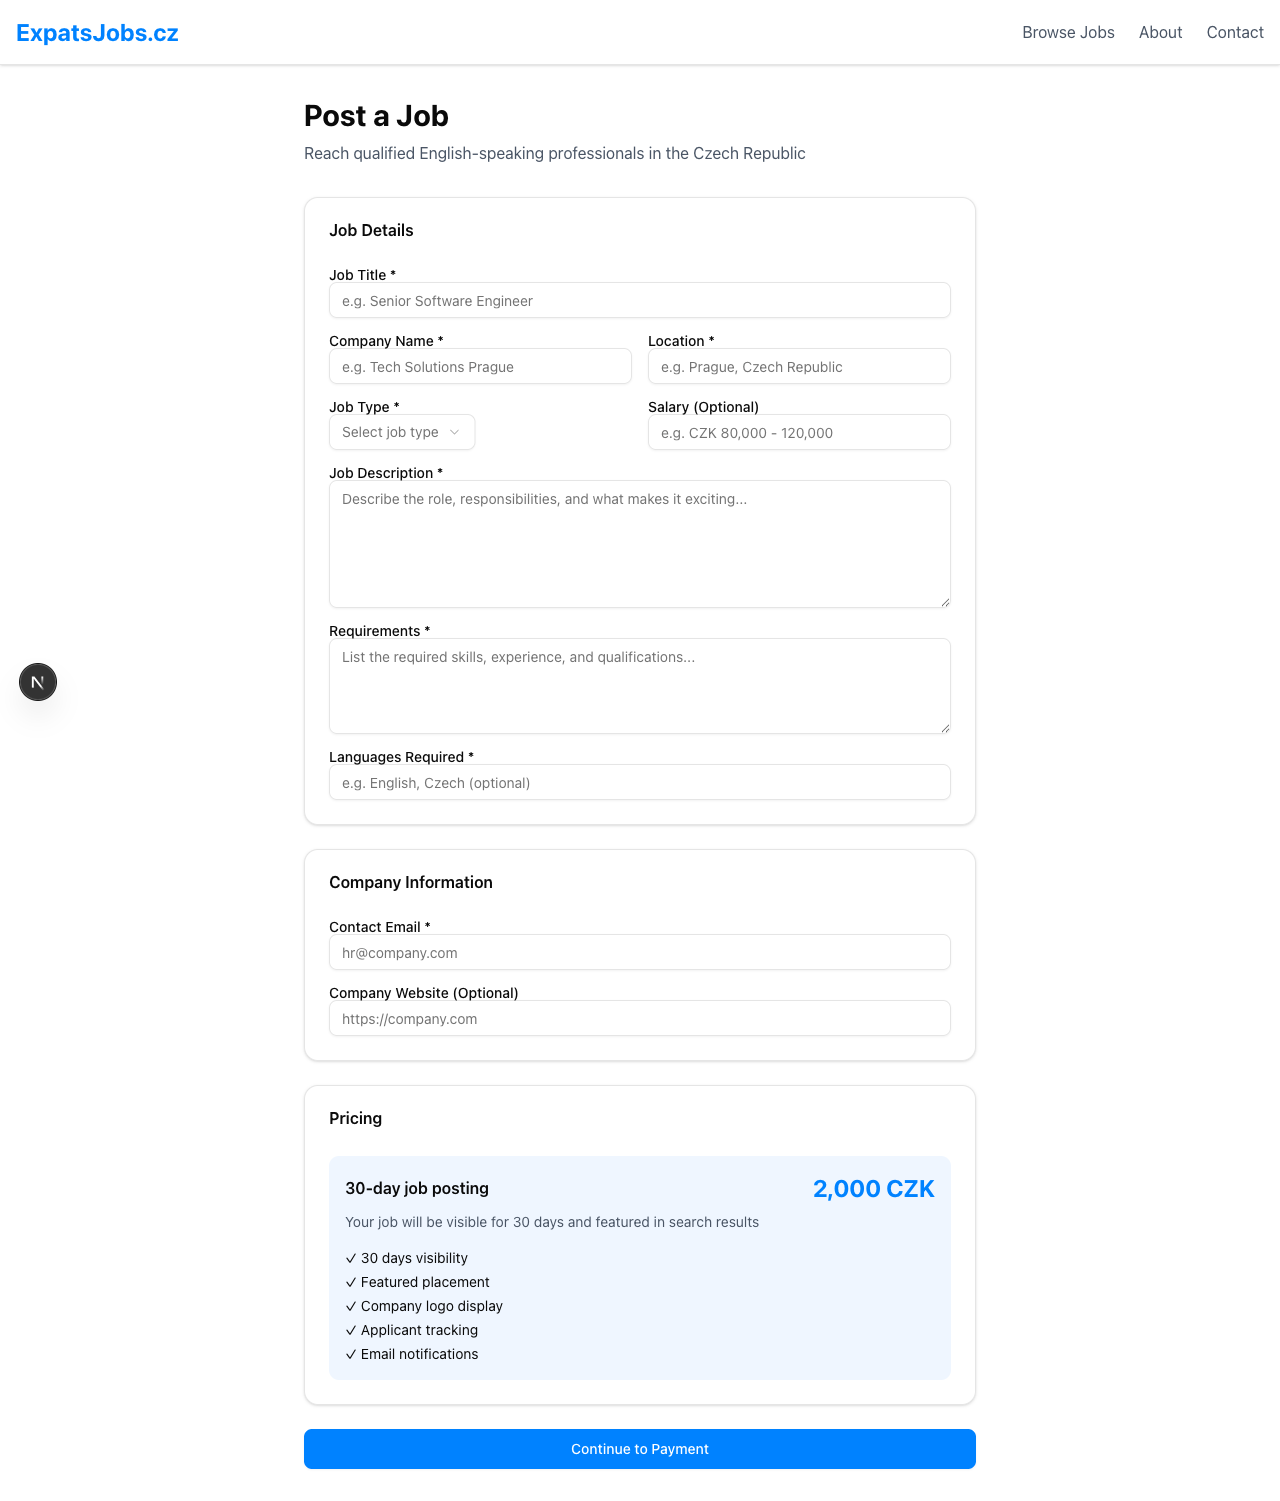 ExpatsJobs.cz
Browse Jobs
About
Contact
Post a Job
Reach qualified English-speaking professionals in the Czech Republic
Job Details
Job Title *
e.g. Senior Software Engineer
Company Name *
Location *
e.g. Tech Solutions Prague
e.g. Prague, Czech Republic
Job Type *
Salary (Optional)
Select job type
e.g. CZK 80,000 - 120,000
Job Description *
Describe the role, responsibilities, and what makes it exciting...
Requirements *
List the required skills, experience, and qualifications...
N
Languages Required *
e.g. English, Czech (optional)
Company Information
Contact Email *
hr@company.com
Company Website (Optional)
https://company.com
Pricing
30-day job posting
2,000 CZK
Your job will be visible for 30 days and featured in search results
✓ 30 days visibility
✓ Featured placement
✓ Company logo display
✓ Applicant tracking
✓ Email notifications
Continue to Payment